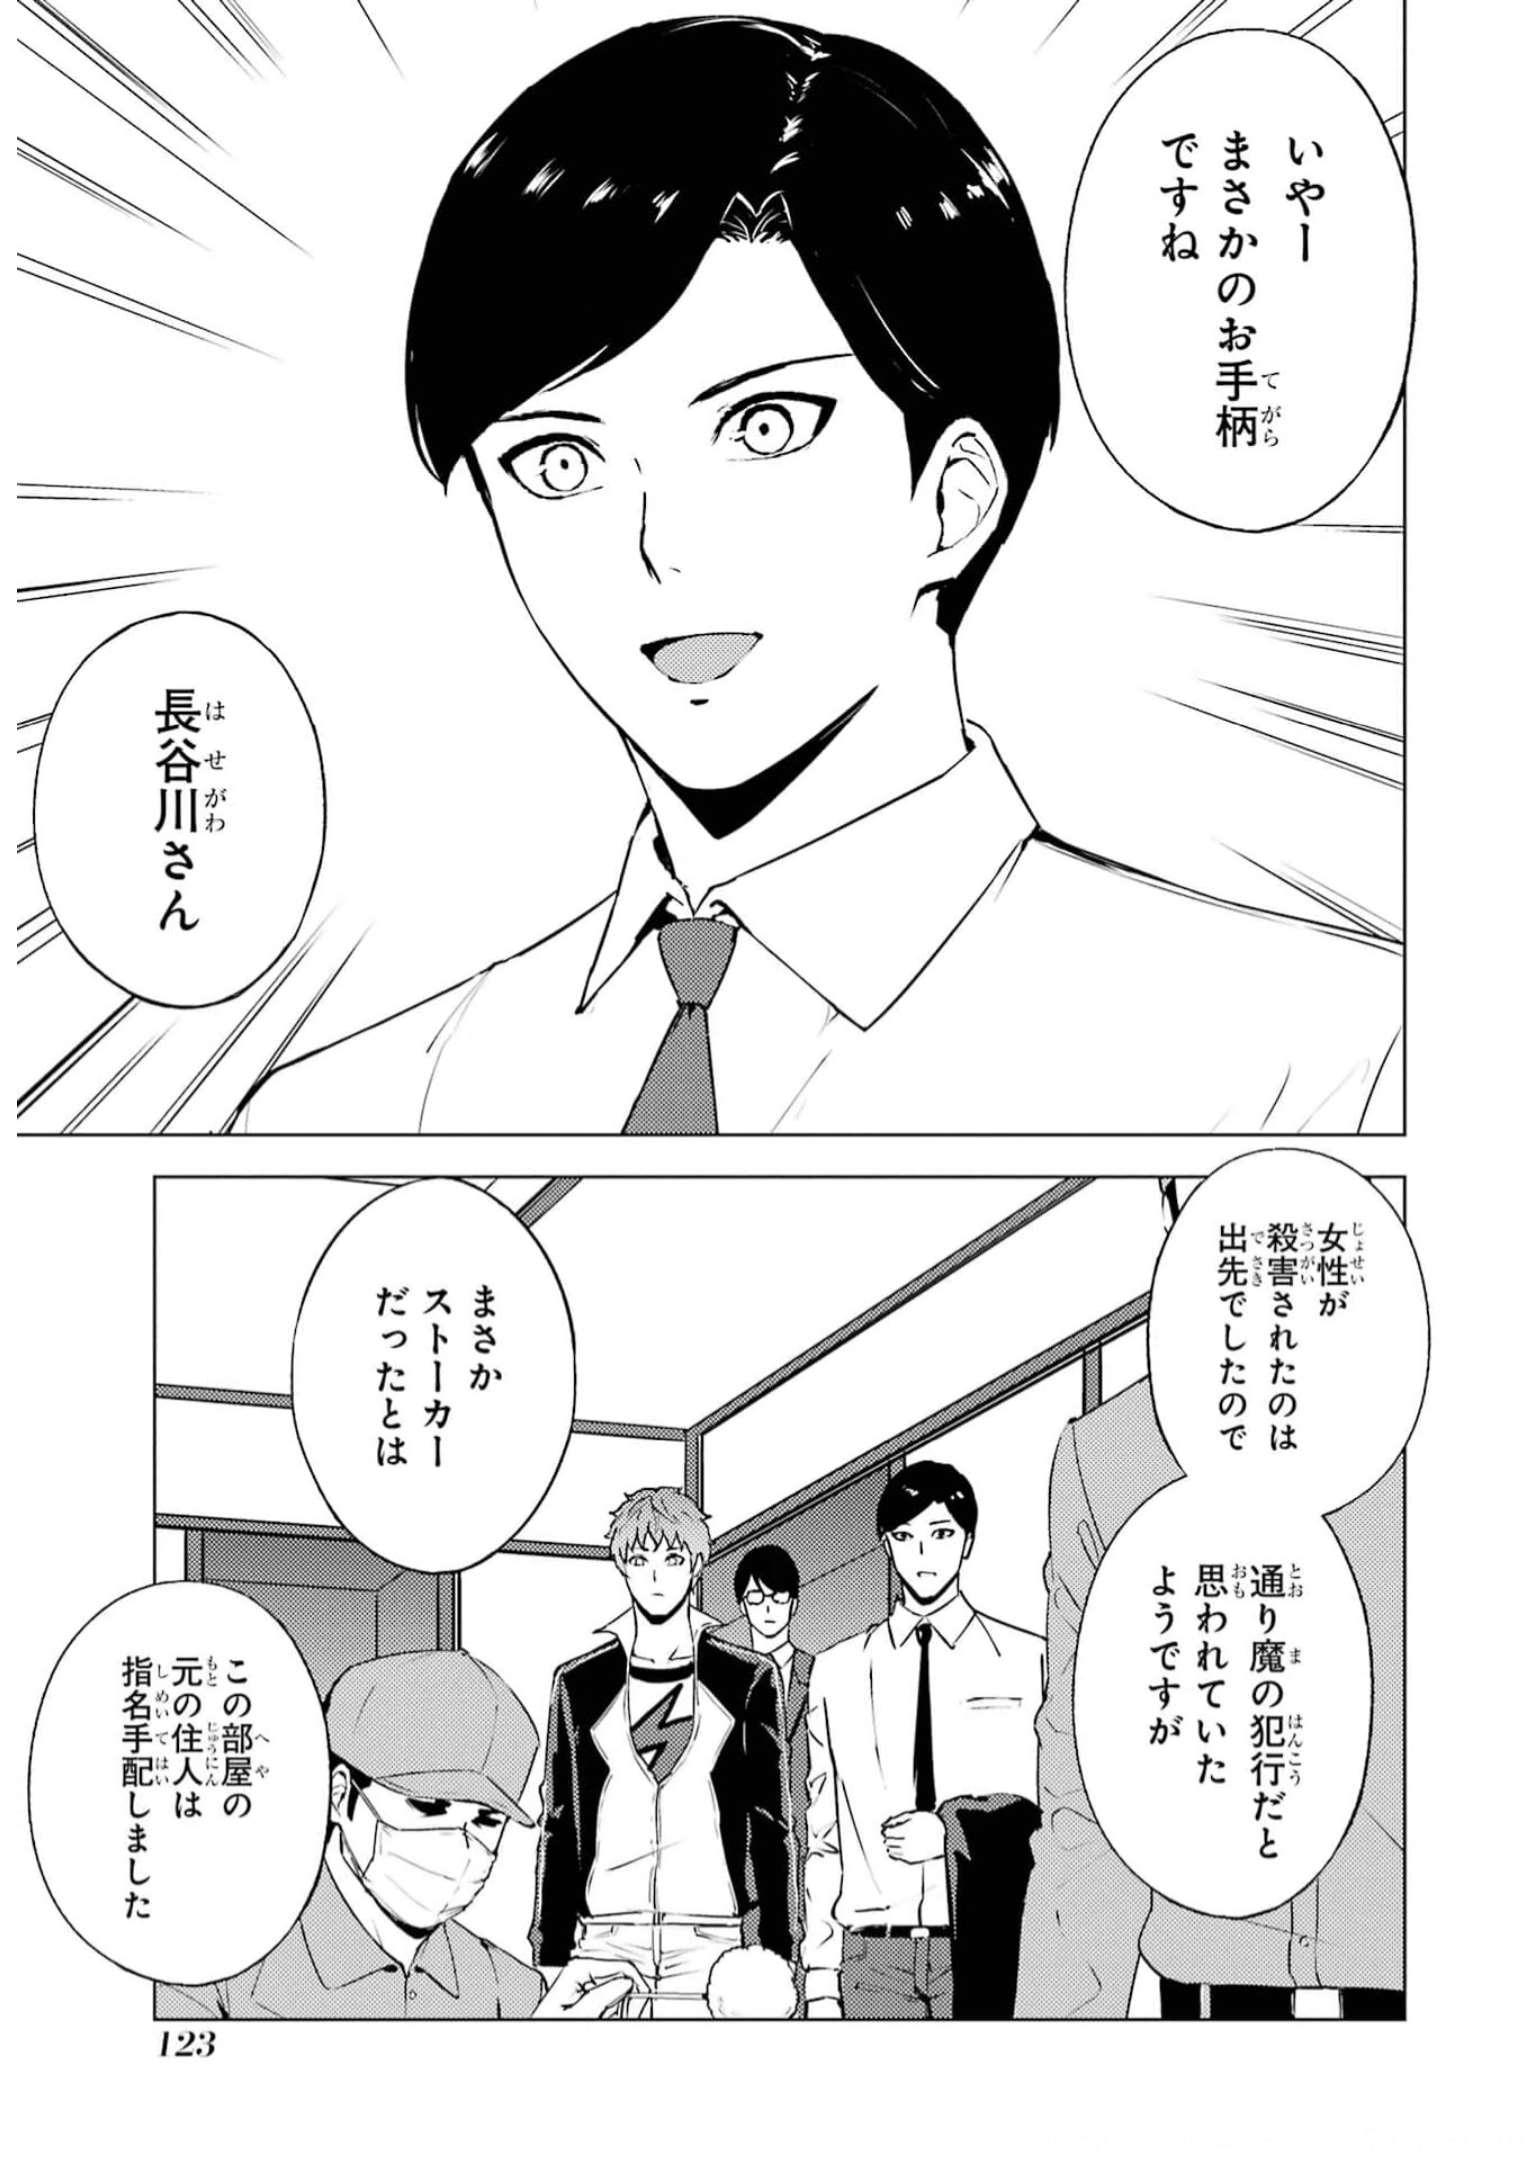 いやー
まさかのお手柄
ですね
長谷川さん
女性が
殺害されたのは
出先でしたので
通り魔の犯行だと
思われていた
ようですが
まさか
ストーカー
だったとは
この部屋の
元の住人は
指名手配しました
123